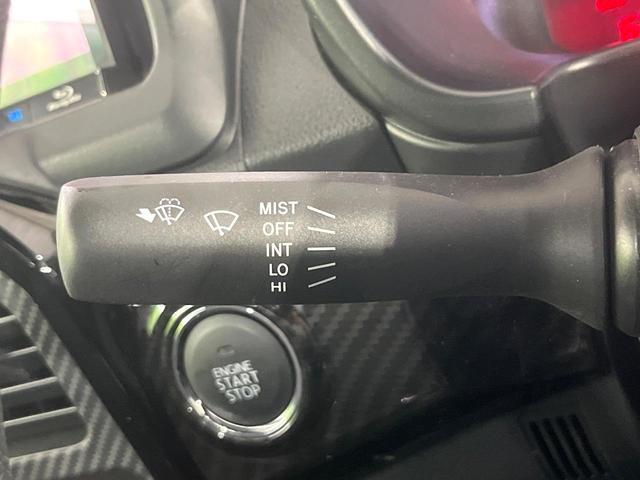 MIST
OFF
INT
LO
HI
ENGINE
START
STOP